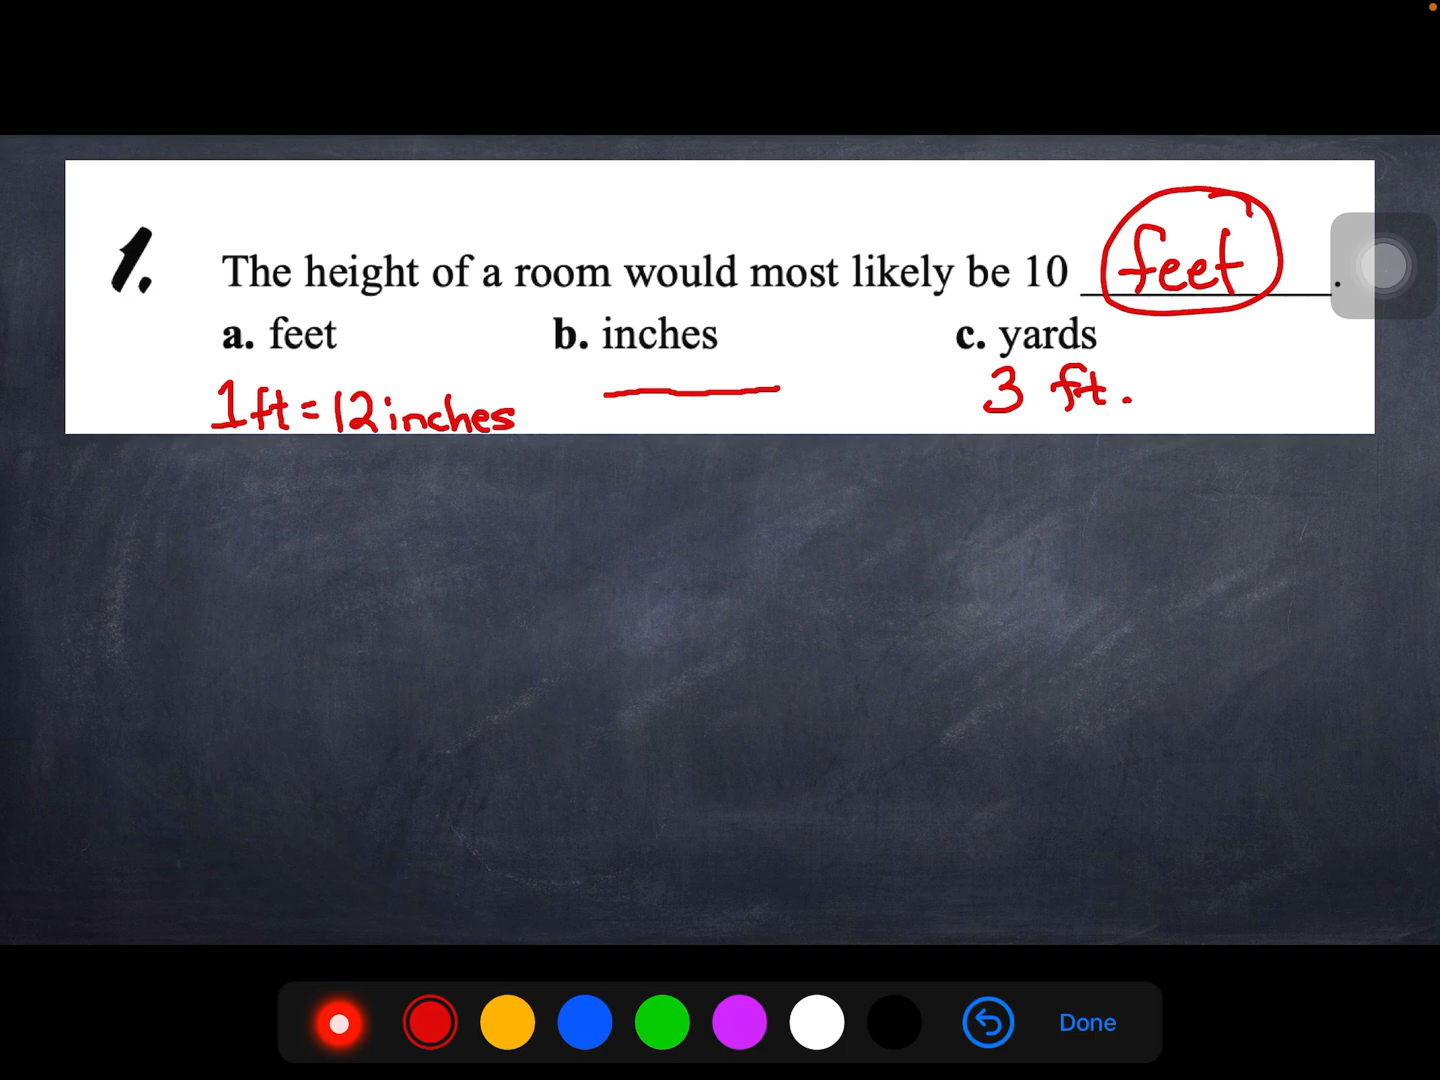 1. The height of a room would most likely be 10 feet.
a. feet b. inches c. yards
1ft = 12 inches 3 ft.
Done